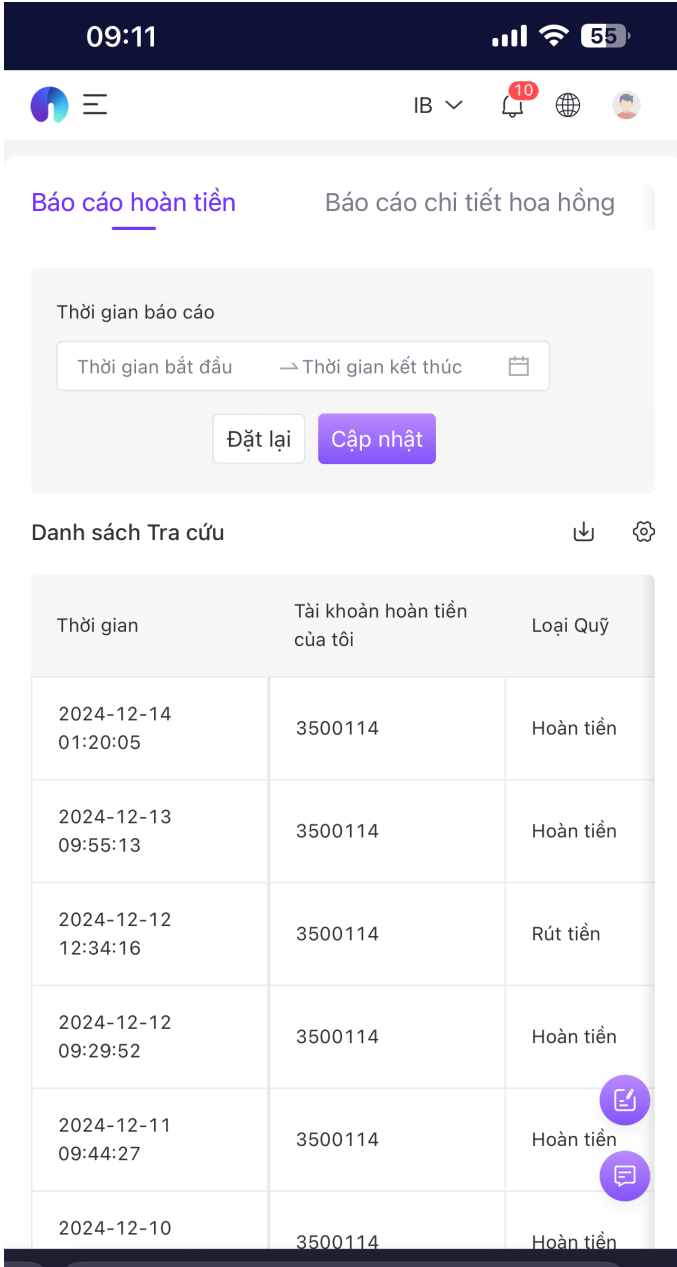 09:11
55
IB
10
Báo cáo hoàn tiền
Báo cáo chi tiết hoa hồng
Thời gian báo cáo
Thời gian bắt đầu
Thời gian kết thúc
Đặt lại
Cập nhật
Danh sách Tra cứu
Thời gian
Tài khoản hoàn tiền
của tôi
Loại Quỹ
2024-12-14
01:20:05
3500114
Hoàn tiền
2024-12-13
09:55:13
3500114
Hoàn tiền
2024-12-12
12:34:16
3500114
Rút tiền
2024-12-12
09:29:52
3500114
Hoàn tiền
2024-12-11
09:44:27
3500114
Hoàn tiền
2024-12-10
3500114
Hoàn tiền